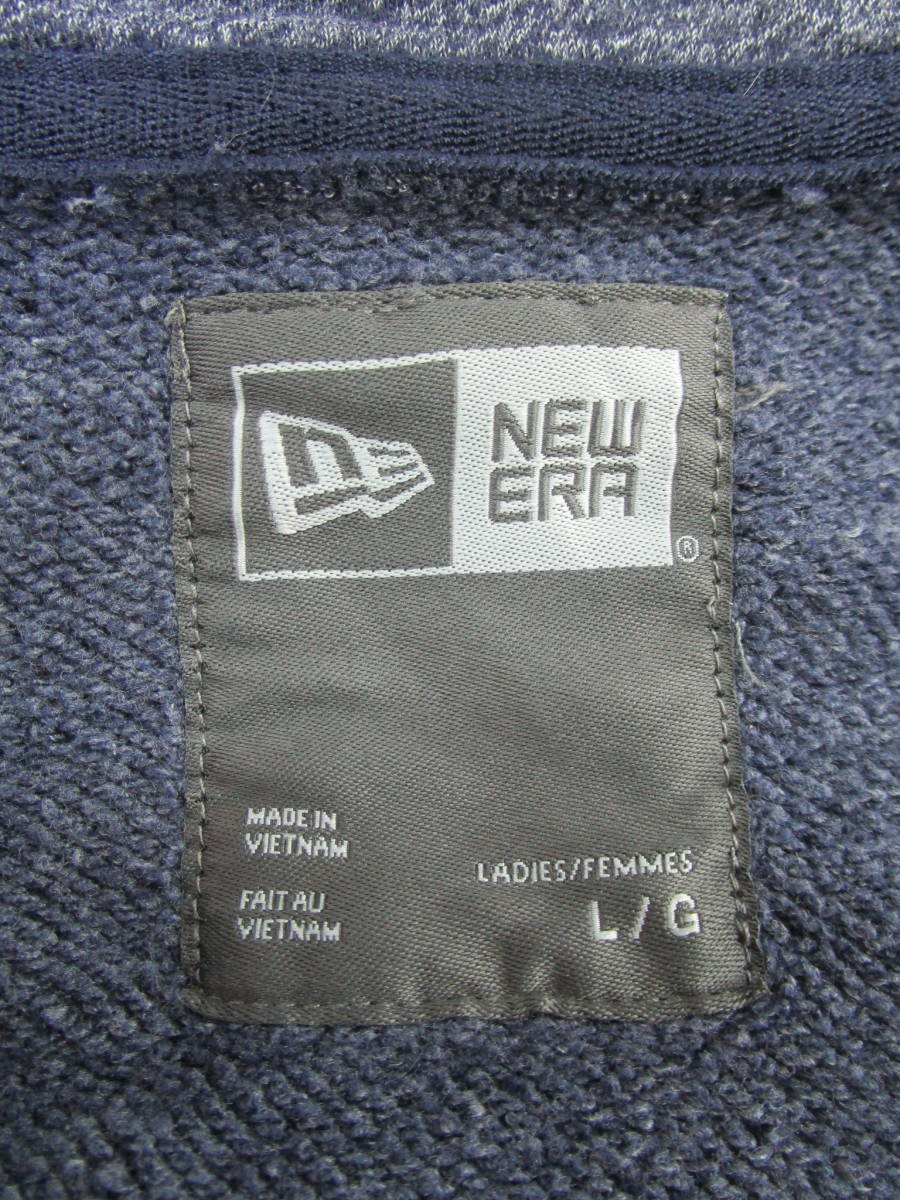 NEW
ERA
®
MADE IN
VIETNAM
FAIT AU
VIETNAM
LADIES/FEMMES
L/G